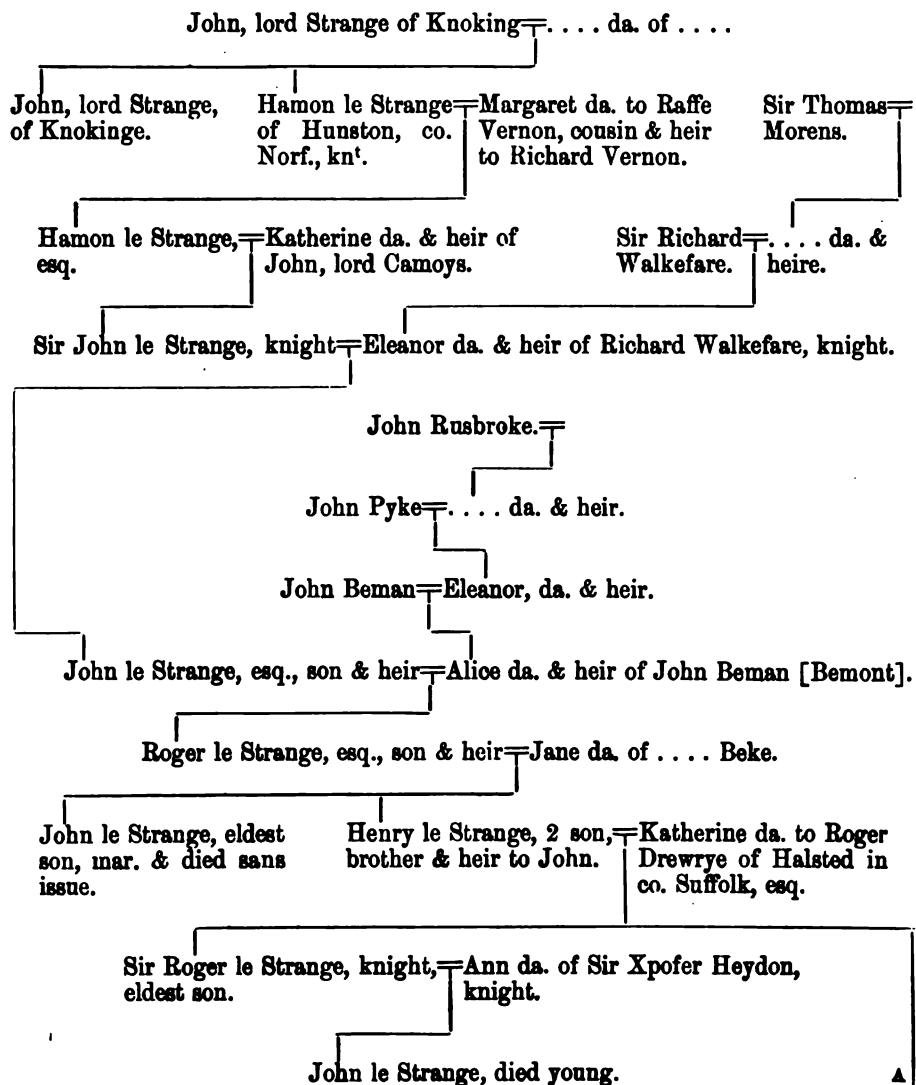 John, lord Strange of Knoking=. . . . da. of . . . .
John, lord Strange,
of Knokinge.
Hamon le Strange=
of Hunston, co.
Norf., knᵗ.
Margaret da. to Raffe
Vernon, cousin & heir
to Richard Vernon.
Sir Thomas=
Morens.
Hamon le Strange,=
esq.
Katherine da. & heir of
John, lord Camoys.
Sir Richard=
Walkefare.
. . . . da. &
heire.
Sir John le Strange, knight=Eleanor da. & heir of Richard Walkefare, knight.
John Rusbroke.=
John Pyke=. . . . da. & heir.
John Beman=Eleanor, da. & heir.
John le Strange, esq., son & heir=Alice da. & heir of John Beman [Bemont].
Roger le Strange, esq., son & heir=Jane da. of . . . . Beke.
John le Strange, eldest
son, mar. & died sans
issue.
Henry le Strange, 2 son,=
brother & heir to John.
Katherine da. to Roger
Drewrye of Halsted in
co. Suffolk, esq.
Sir Roger le Strange, knight,=
eldest son.
Ann da. of Sir Xpofer Heydon,
knight.
John le Strange, died young.
A